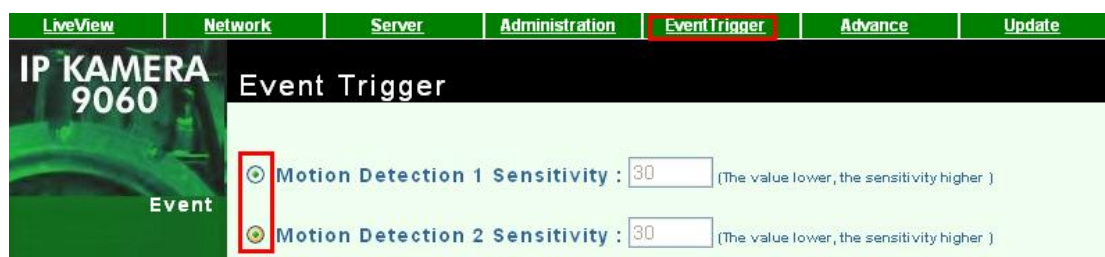 LiveView Network Server Administration EventTrigger Advance Update
IP KAMERA
9060
Event Trigger
Event
Motion Detection 1 Sensitivity : 30 (The value lower, the sensitivity higher )
Motion Detection 2 Sensitivity : 30 (The value lower, the sensitivity higher )